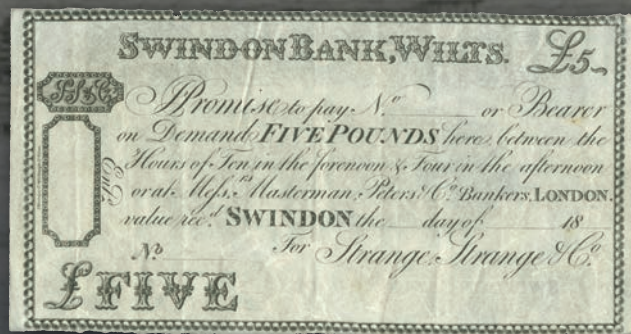 SWINDON BANK, WILTS. £5
I Promise to pay No. or Bearer
on Demand FIVE POUNDS here, between the
Hours of Ten in the forenoon & Four in the afternoon
or at Messrs. Masterman, Peters & Co. Bankers, LONDON.
value recd. SWINDON the day of 18
No. For Strange, Strange & Co.
£ FIVE
Entd.